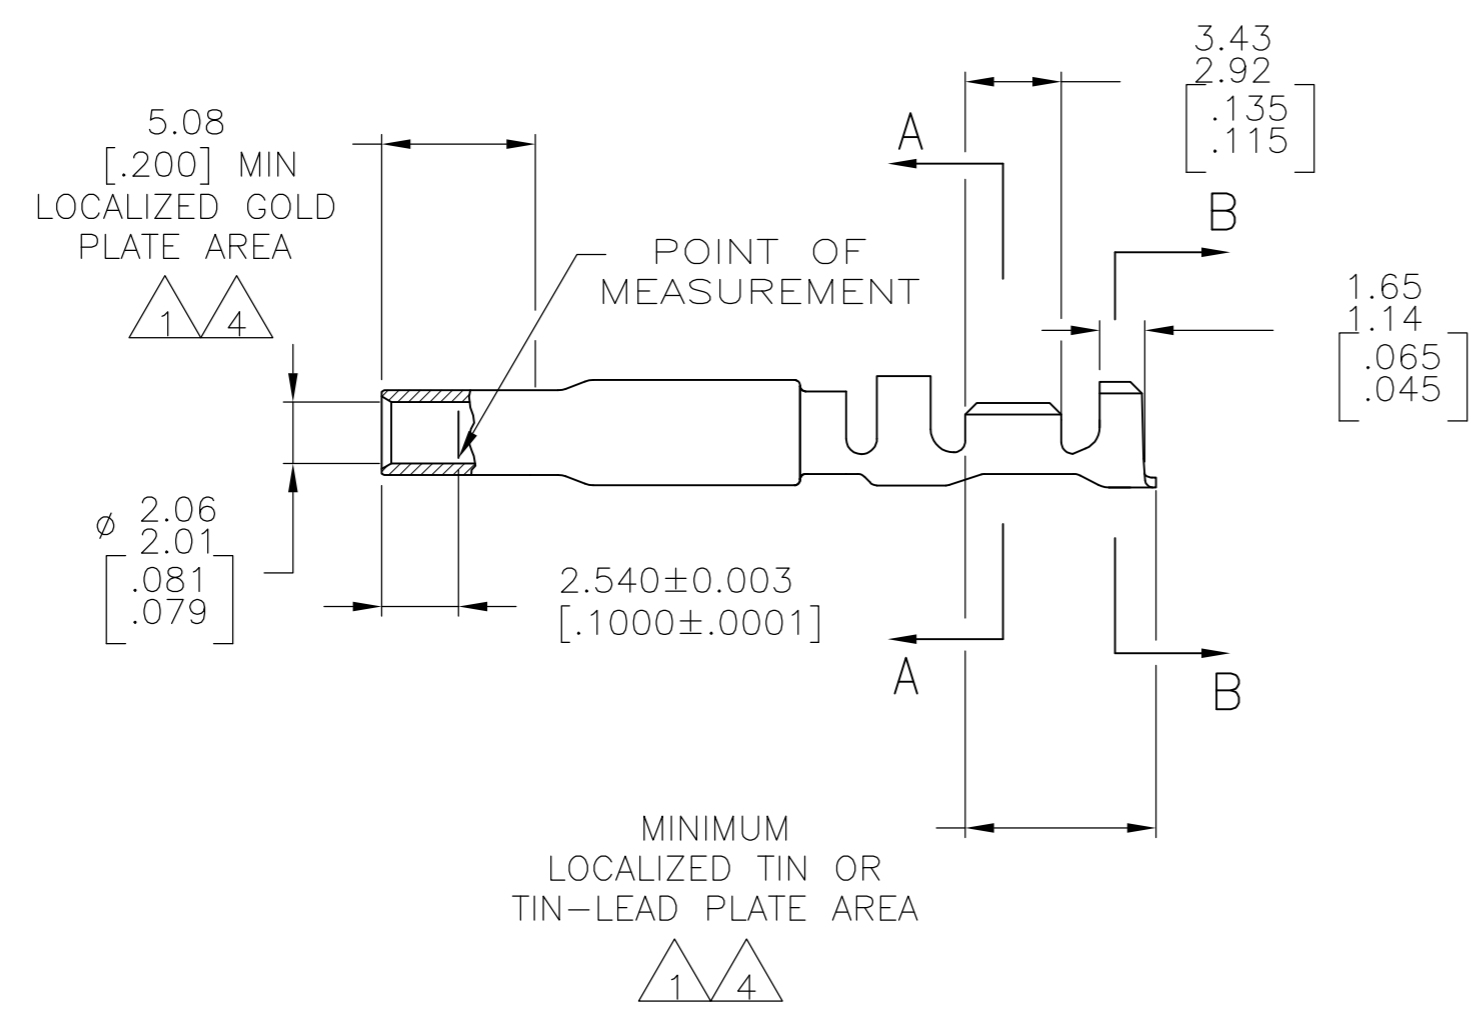 3.43
2.92
[.135
.115]
5.08
[.200] MIN
LOCALIZED GOLD
PLATE AREA
1 4
A
B
POINT OF
MEASUREMENT
1.65
1.14
[.065
.045]
⌀ 2.06
2.01
[.081
.079]
2.540±0.003
[.1000±.0001]
A
B
MINIMUM
LOCALIZED TIN OR
TIN-LEAD PLATE AREA
1 4